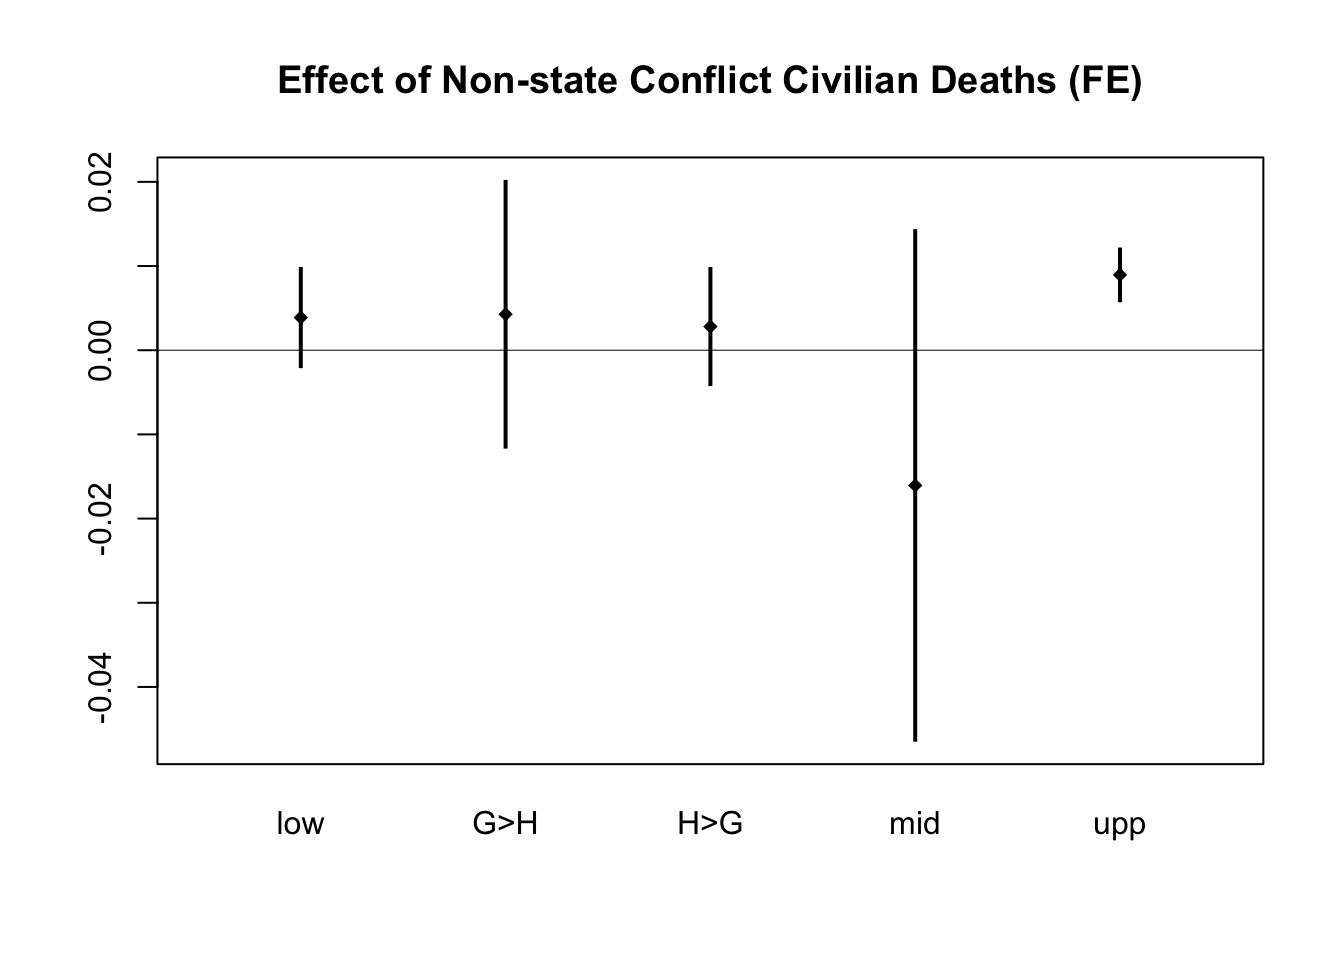 Effect of Non-state Conflict Civilian Deaths (FE)
0.02
0.00
-0.02
-0.04
low G>H H>G mid upp